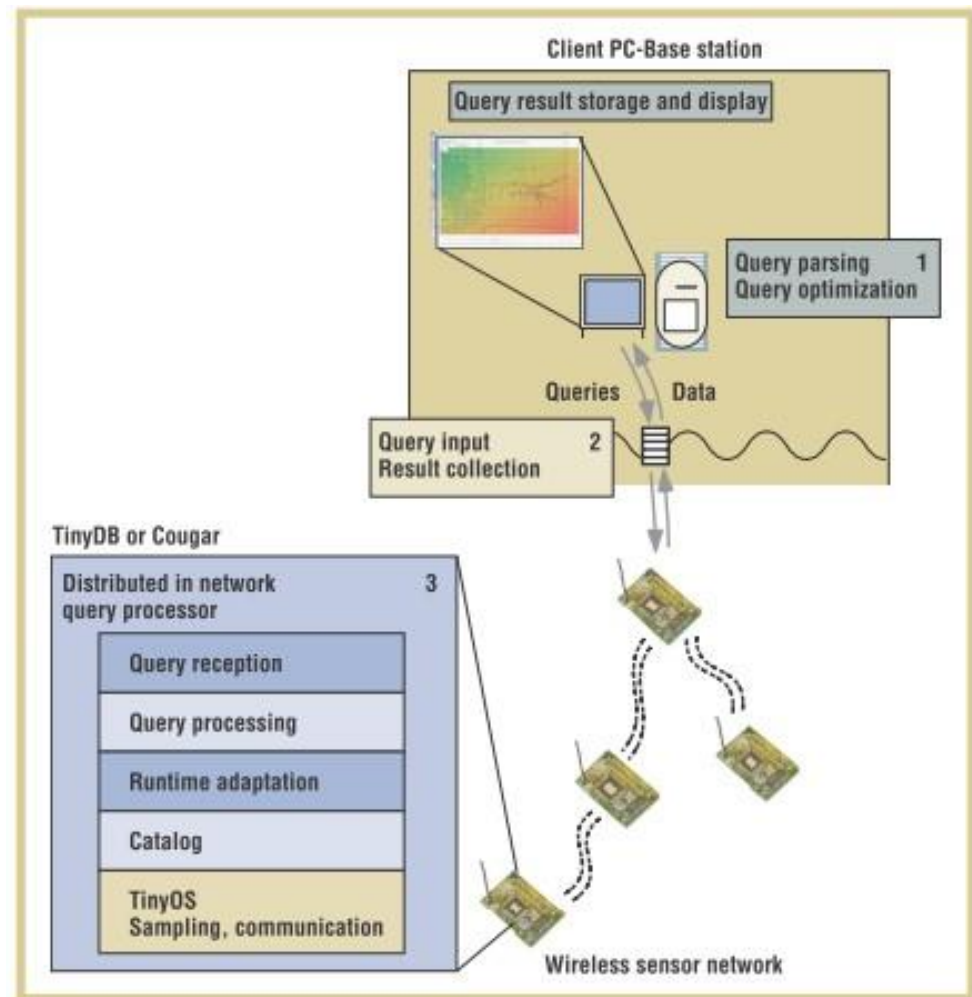 Client PC-Base station
Query result storage and display
Query parsing 1
Query optimization
Queries Data
Query input 2
Result collection
TinyDB or Cougar
Distributed in network 3
query processor
Query reception
Query processing
Runtime adaptation
Catalog
TinyOS
Sampling, communication
Wireless sensor network